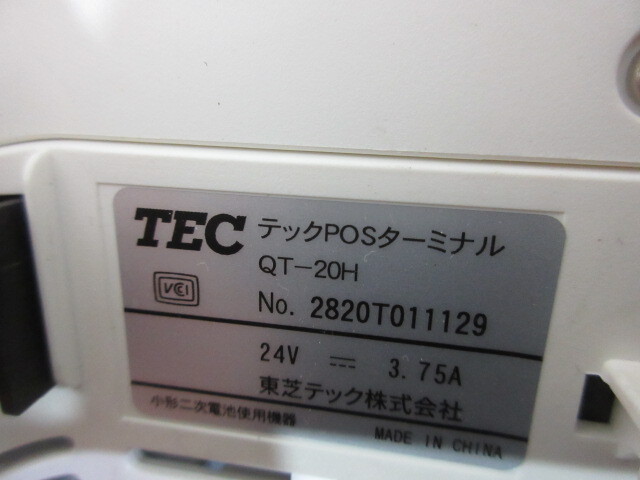 TEC テックPOSターミナル
QT-20H
VCI
No. 2820T011129
24V ⎓ 3.75A
東芝テック株式会社
小形二次電池使用機器
MADE IN CHINA